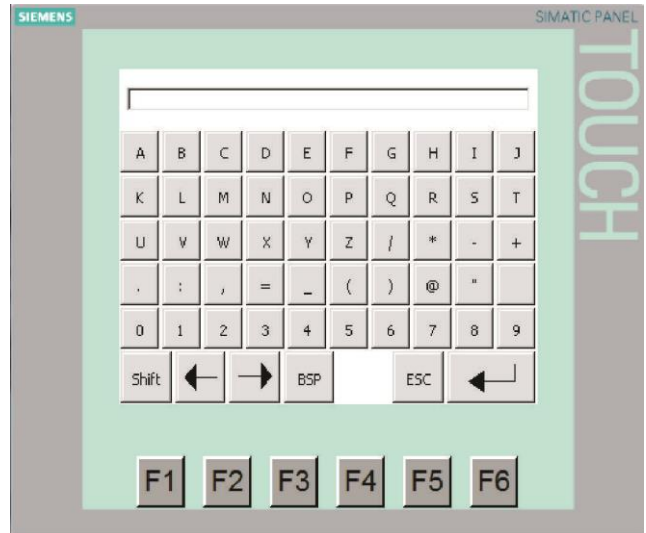 SIEMENS SIMATIC PANEL
TOUCH
A B C D E F G H I J
K L M N O P Q R S T
U V W X Y Z / * - +
. : , = _ ( ) @ "
0 1 2 3 4 5 6 7 8 9
Shift BSP ESC
F1 F2 F3 F4 F5 F6